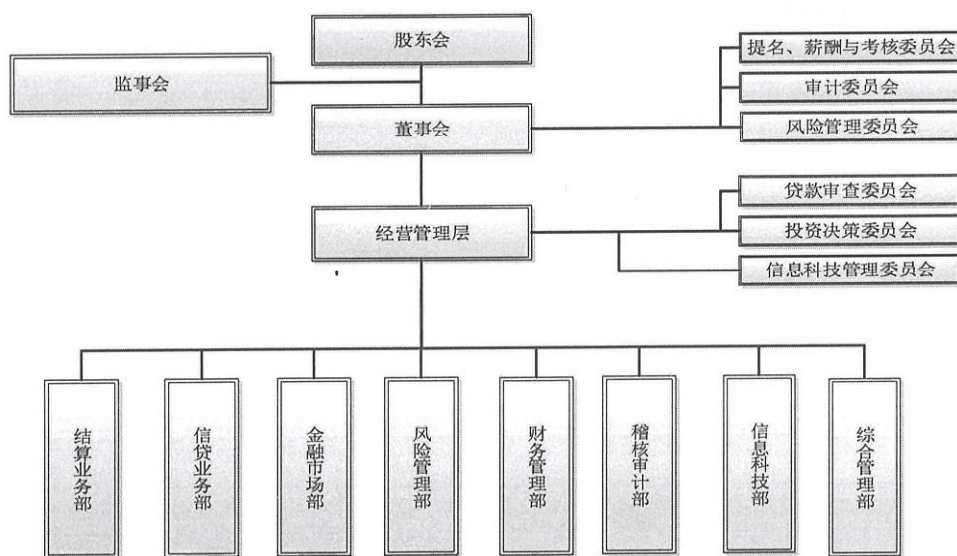 股东会
监事会
董事会
提名、薪酬与考核委员会
审计委员会
风险管理委员会
经营管理层
贷款审查委员会
投资决策委员会
信息科技管理委员会
结算业务部
信贷业务部
金融市场部
风险管理部
财务管理部
稽核审计部
信息科技部
综合管理部